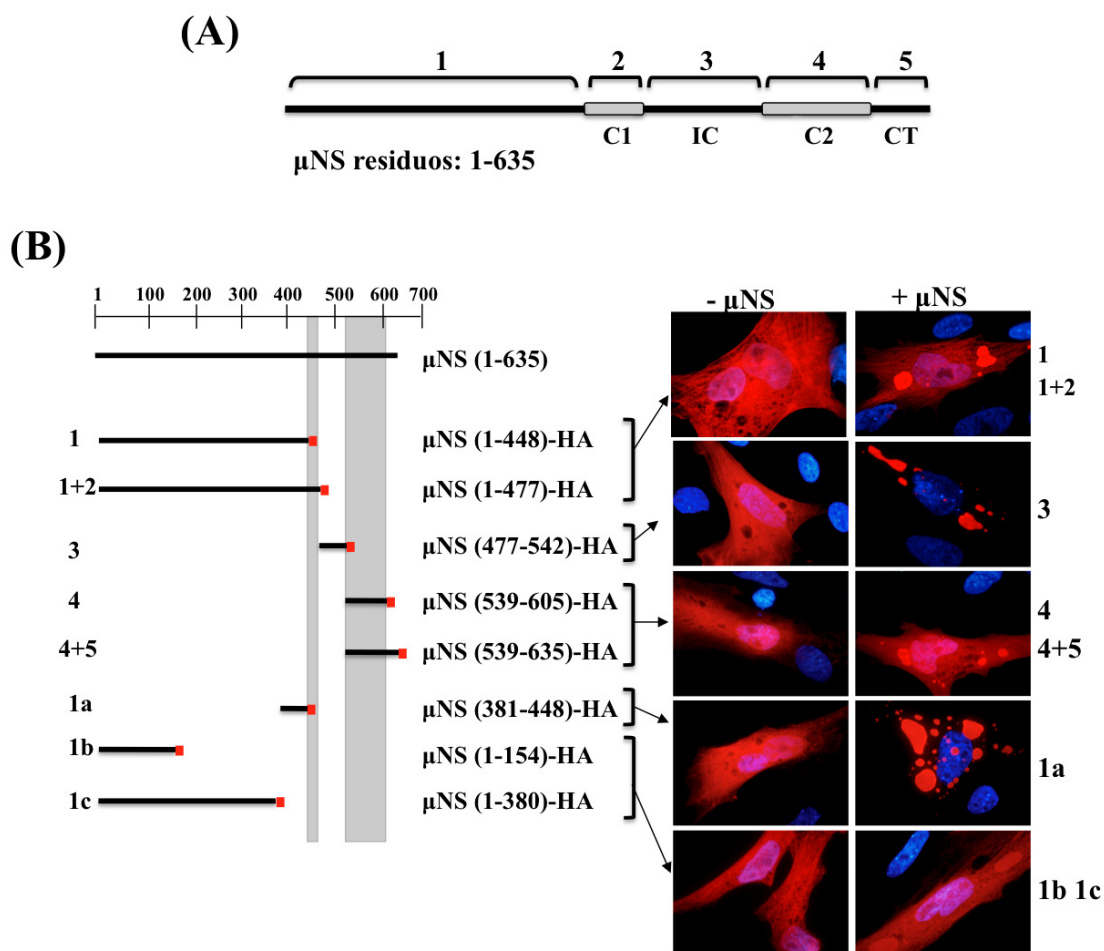 (A)
1 2 3 4 5
C1 IC C2 CT
μNS residuos: 1-635
(B)
1 100 200 300 400 500 600 700
- μNS + μNS
μNS (1-635)
1 μNS (1-448)-HA
1
1+2
1+2 μNS (1-477)-HA
3 μNS (477-542)-HA
3
4 μNS (539-605)-HA
4
4+5 μNS (539-635)-HA
4+5
1a μNS (381-448)-HA
1a
1b μNS (1-154)-HA
1c μNS (1-380)-HA
1b 1c